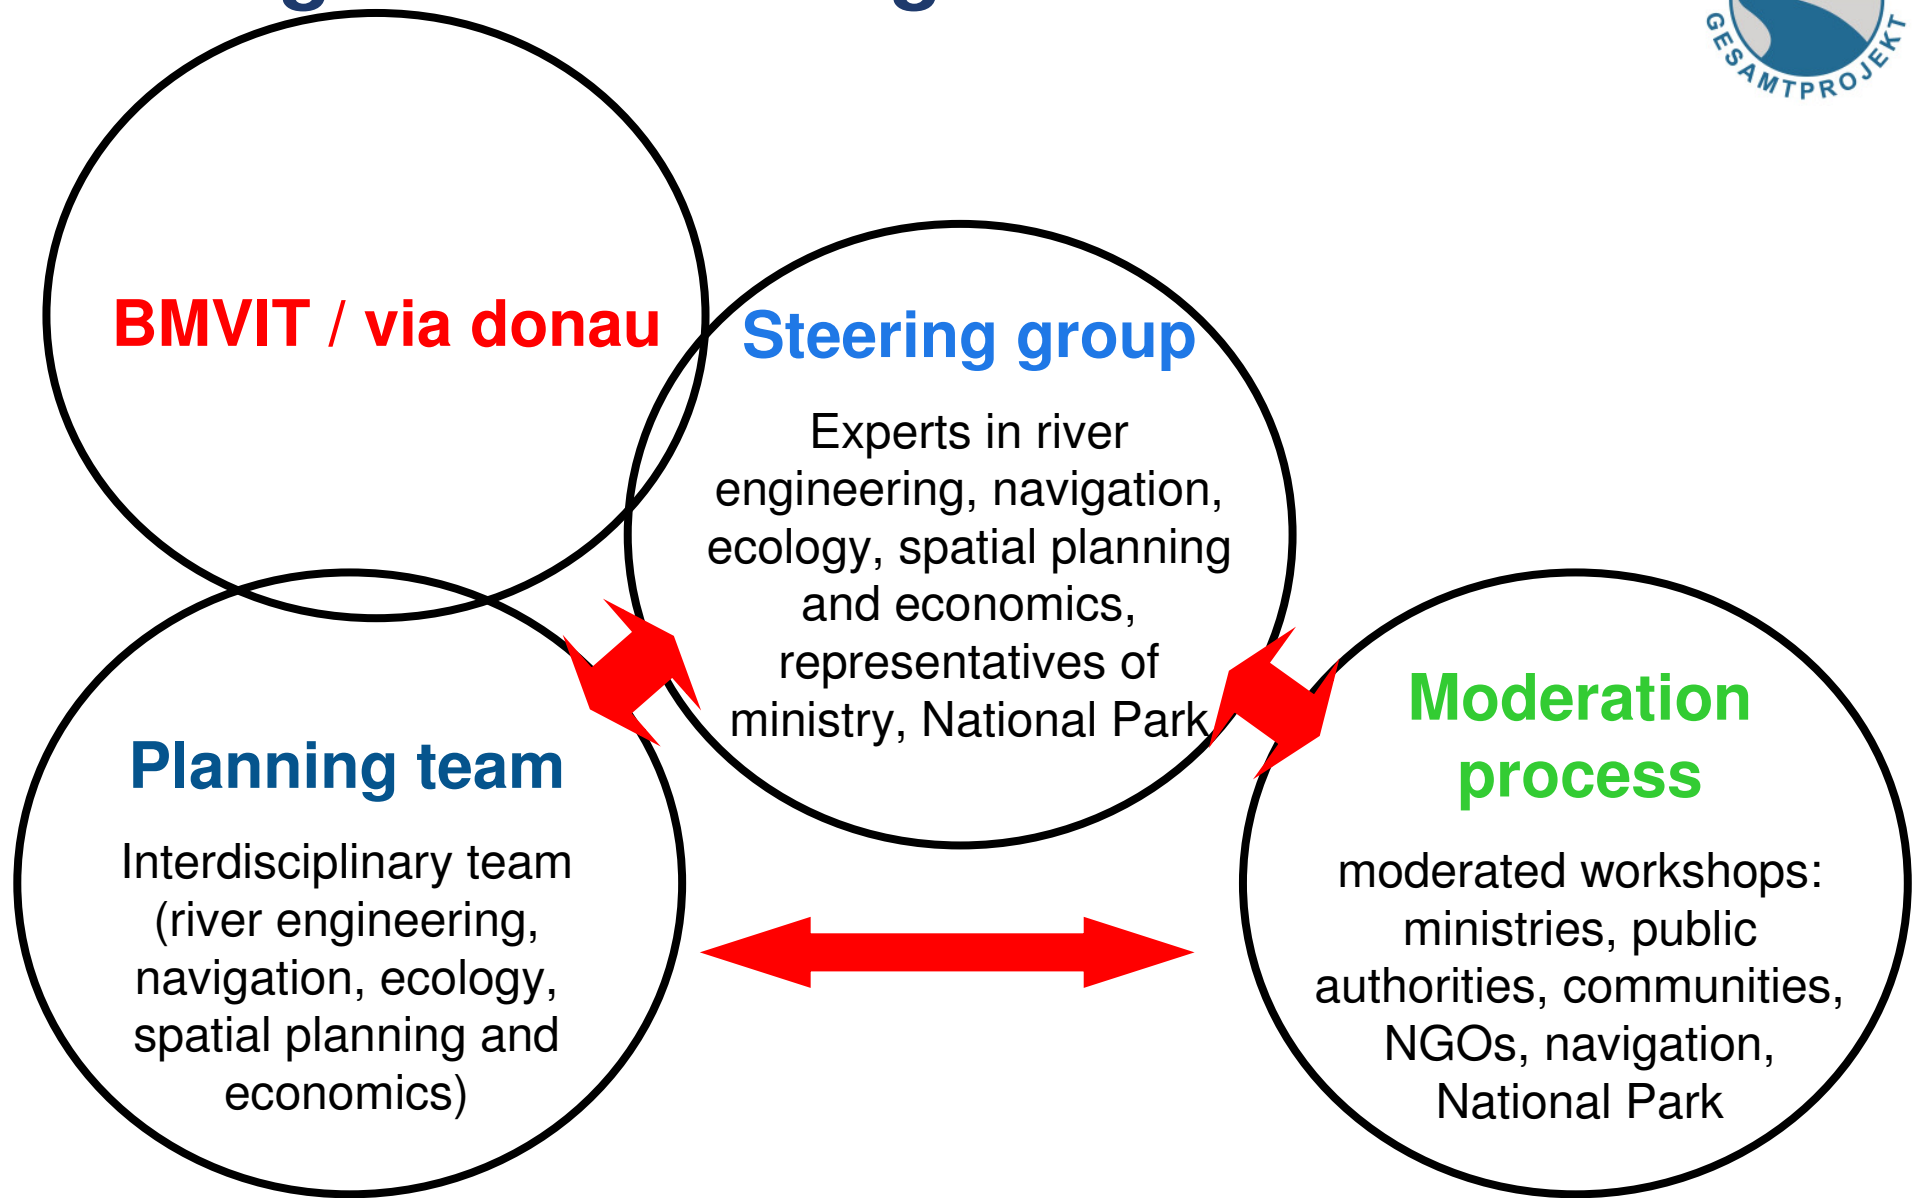 GESAMTPROJEKT
BMVIT / via donau
Steering group
Experts in river
engineering, navigation,
ecology, spatial planning
and economics,
representatives of
ministry, National Park
Planning team
Interdisciplinary team
(river engineering,
navigation, ecology,
spatial planning and
economics)
Moderation
process
moderated workshops:
ministries, public
authorities, communities,
NGOs, navigation,
National Park